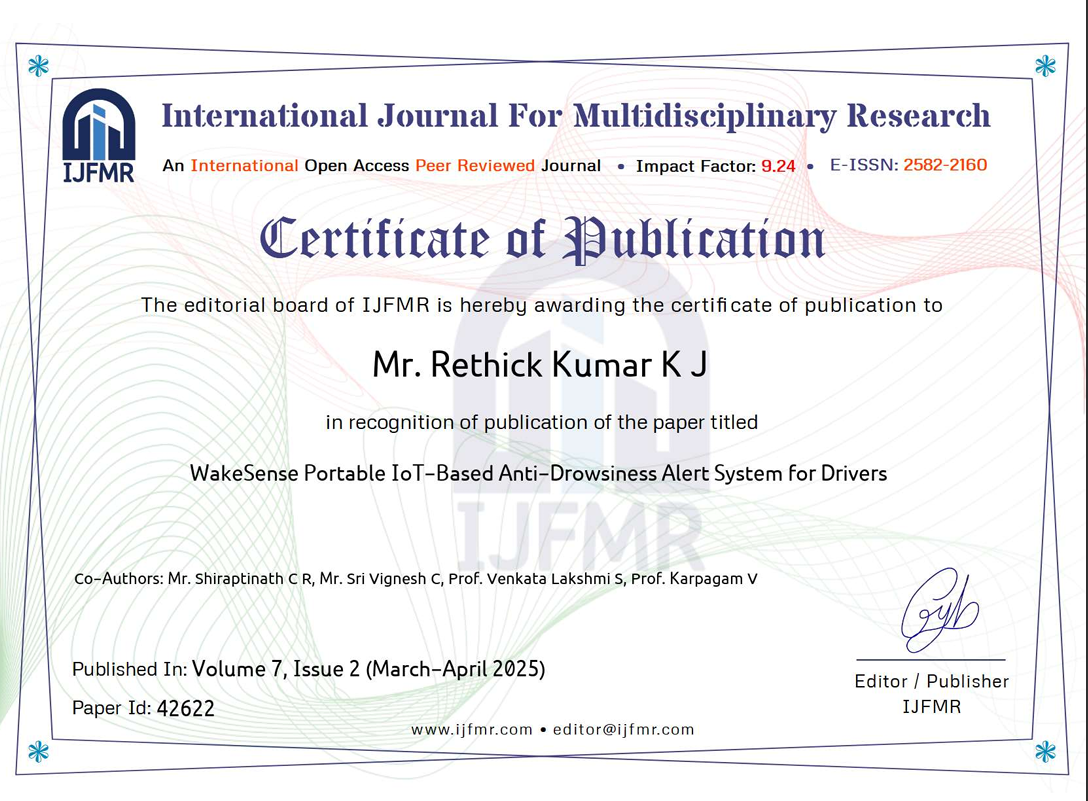 International Journal For Multidisciplinary Research
IJFMR
An International Open Access Peer Reviewed Journal • Impact Factor: 9.24 • E-ISSN: 2582-2160
Certificate of Publication
The editorial board of IJFMR is hereby awarding the certificate of publication to
Mr. Rethick Kumar K J
in recognition of publication of the paper titled
WakeSense Portable IoT-Based Anti-Drowsiness Alert System for Drivers
IJFMR
Co-Authors: Mr. Shiraptinath C R, Mr. Sri Vignesh C, Prof. Venkata Lakshmi S, Prof. Karpagam V
Published In: Volume 7, Issue 2 (March-April 2025)
Paper Id: 42622
Editor / Publisher
IJFMR
www.ijfmr.com • editor@ijfmr.com